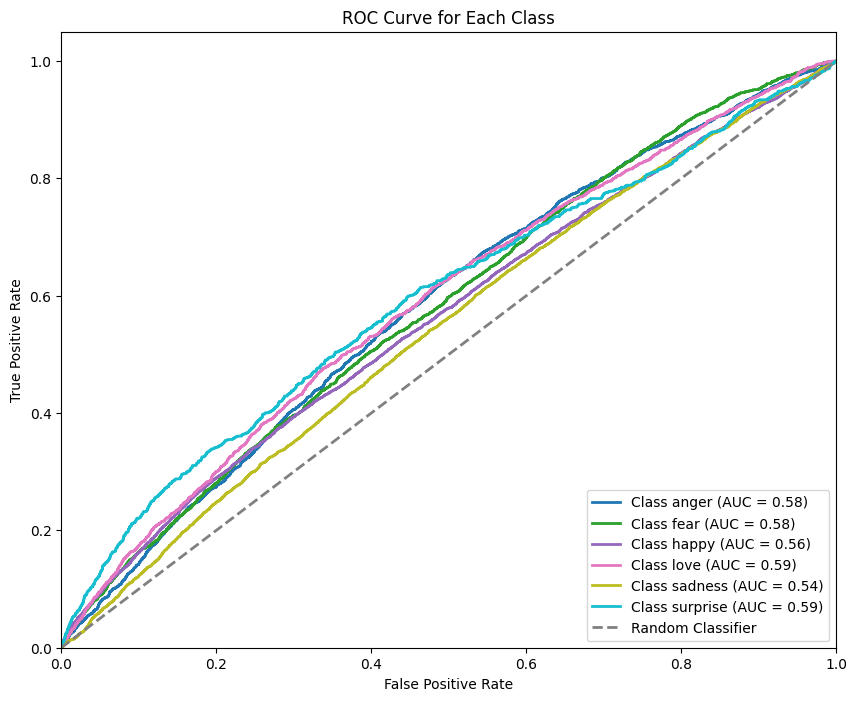 ROC Curve for Each Class
True Positive Rate
1.0
0.8
0.6
0.4
0.2
0.0
Class anger (AUC = 0.58)
Class fear (AUC = 0.58)
Class happy (AUC = 0.56)
Class love (AUC = 0.59)
Class sadness (AUC = 0.54)
Class surprise (AUC = 0.59)
Random Classifier
0.0 0.2 0.4 0.6 0.8 1.0
False Positive Rate